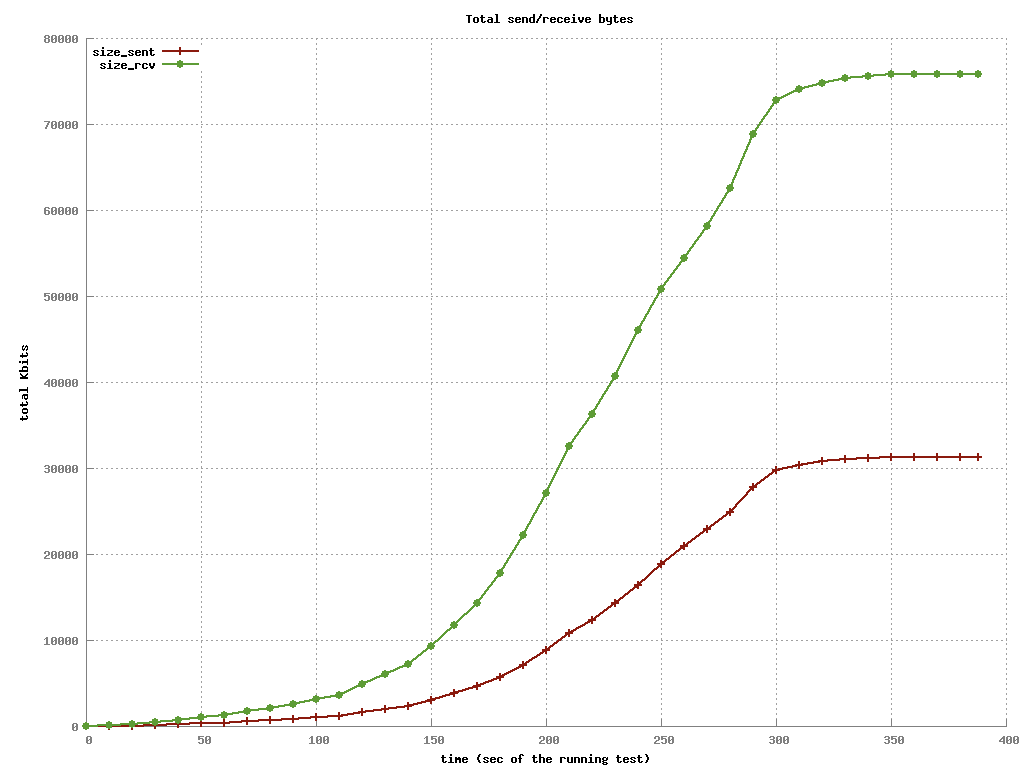 Total send/receive bytes
80000
size_sent
size_rcv
70000
60000
50000
total Kbits
40000
30000
20000
10000
0
0 50 100 150 200 250 300 350 400
time (sec of the running test)